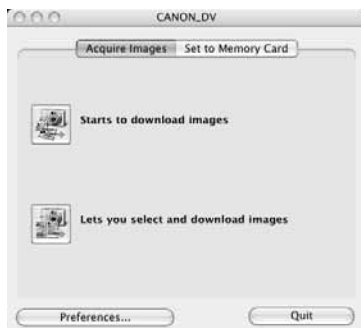 CANON_DV
Acquire Images Set to Memory Card
Starts to download images
Lets you select and download images
Preferences... Quit